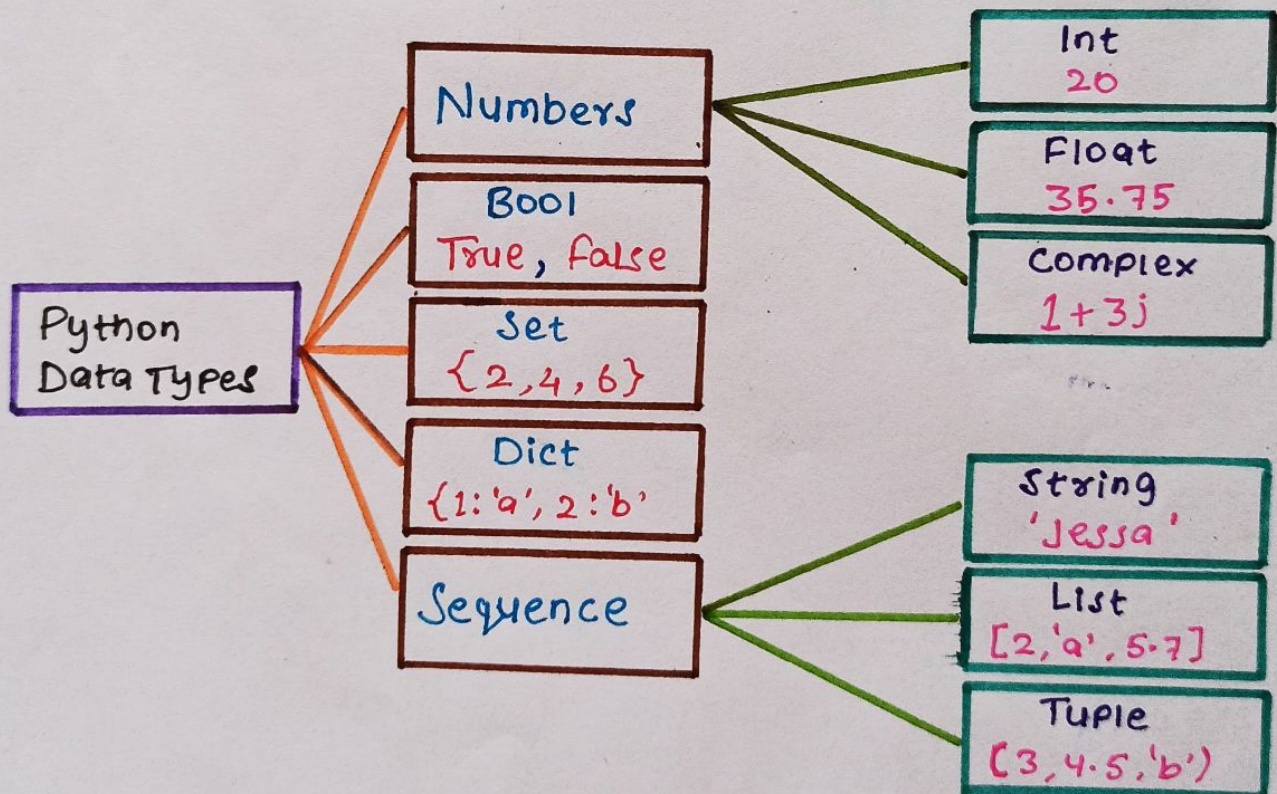 Python
Data Types
Numbers
Bool
True, False
Set
{2,4,6}
Dict
{1:'a', 2:'b'
Sequence
Int
20
Float
35.75
Complex
1+3j
String
'Jessa'
List
[2,'a',5.7]
Tuple
(3,4.5,'b')